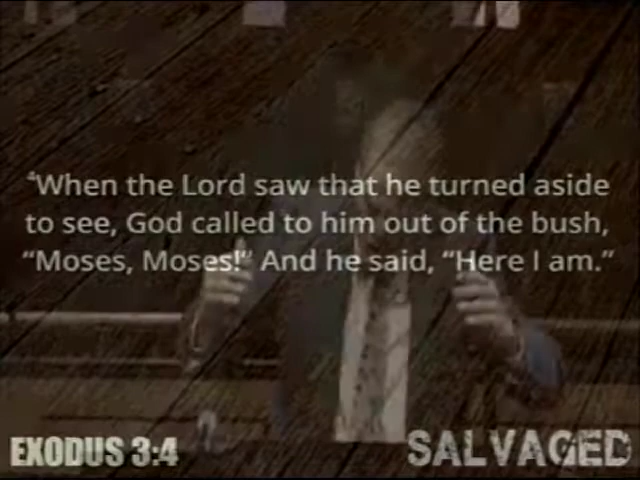 ⁴When the Lord saw that he turned aside
to see, God called to him out of the bush,
“Moses, Moses!” And he said, “Here I am.”
EXODUS 3:4
SALVAGED